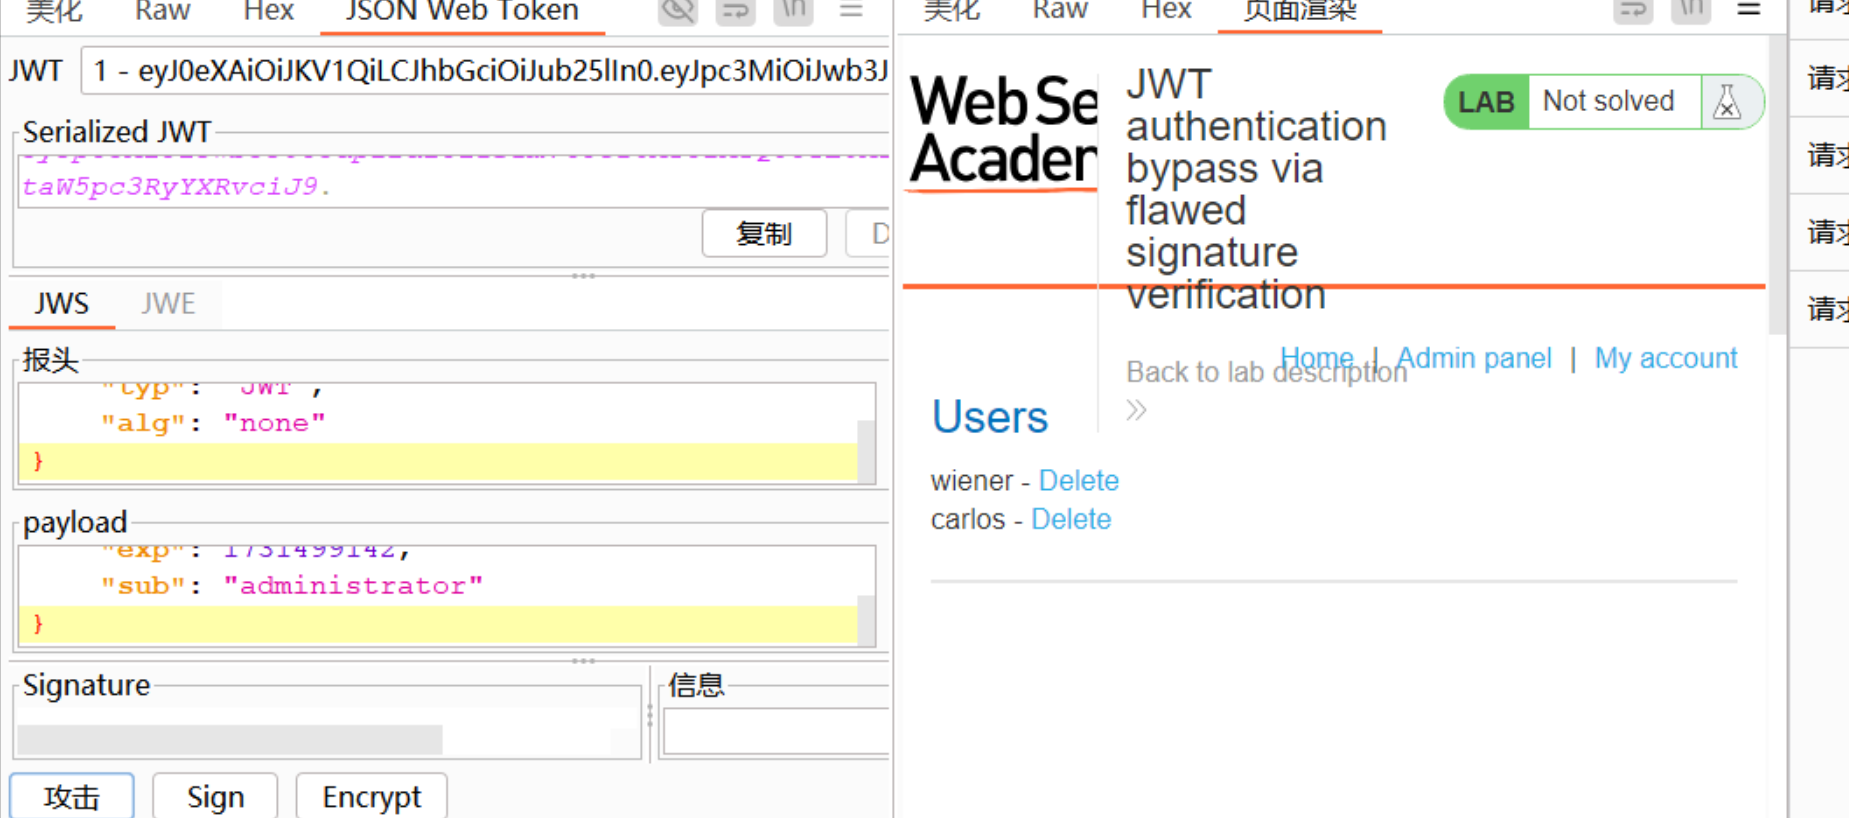 美化 Raw Hex JSON Web Token \n
JWT 1 - eyJ0eXAiOiJKV1QiLCJhbGciOiJub25lIn0.eyJpc3MiOiJwb3J
Serialized JWT
taW5pc3RyYXRvciJ9.
复制 D
JWS JWE
报头
"typ": "JWT",
"alg": "none"
}
payload
"exp": 1731499142,
"sub": "administrator"
}
Signature 信息
攻击 Sign Encrypt
美化 Raw Hex 页面渲染 \n
Web Se
Academ
JWT
authentication
bypass via
flawed
signature
verification
LAB Not solved
Home | Admin panel | My account
Back to lab description
Users
wiener - Delete
carlos - Delete
请求
请求
请求
请求
请求